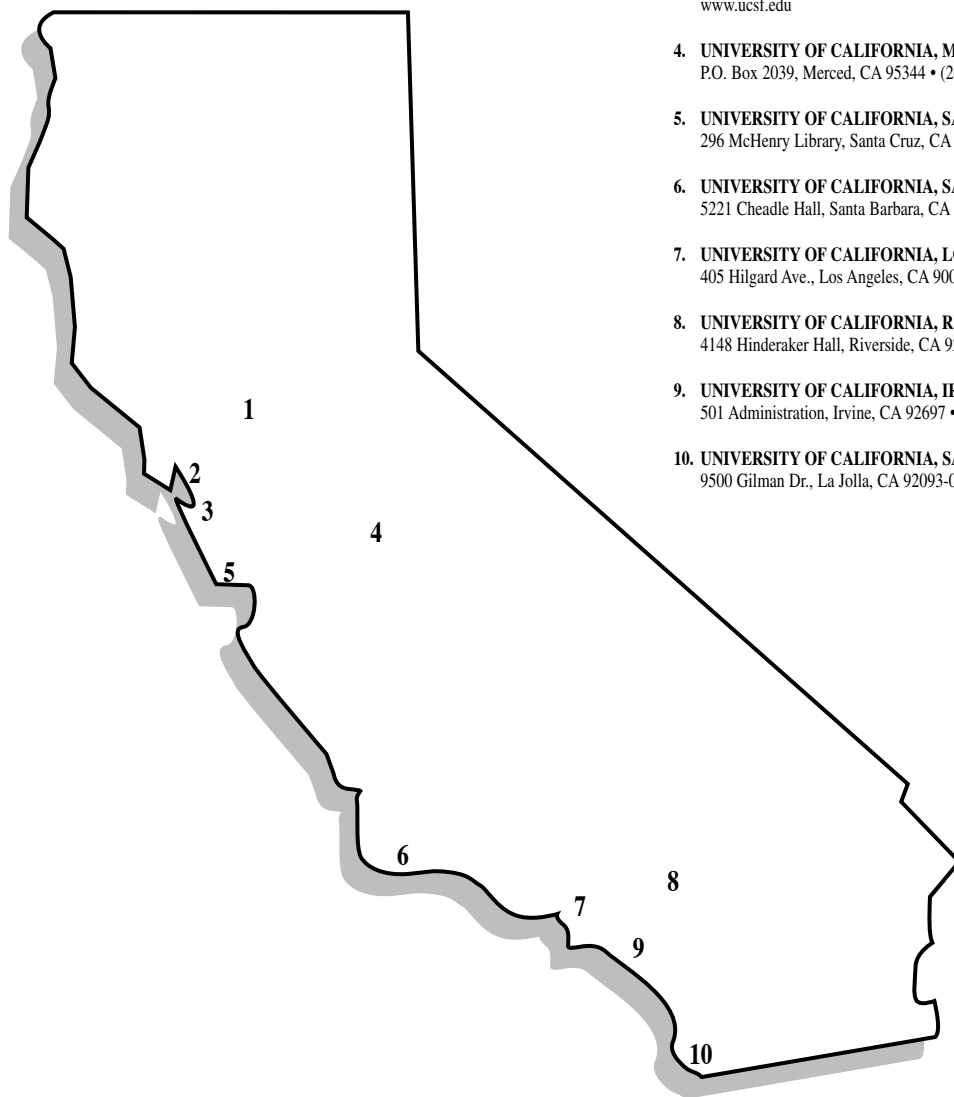 www.ucsf.edu
4. UNIVERSITY OF CALIFORNIA, M
P.O. Box 2039, Merced, CA 95344 • (2
5. UNIVERSITY OF CALIFORNIA, SA
296 McHenry Library, Santa Cruz, CA
6. UNIVERSITY OF CALIFORNIA, SA
5221 Cheadle Hall, Santa Barbara, CA
7. UNIVERSITY OF CALIFORNIA, LO
405 Hilgard Ave., Los Angeles, CA 900
8. UNIVERSITY OF CALIFORNIA, R
4148 Hinderaker Hall, Riverside, CA 92
9. UNIVERSITY OF CALIFORNIA, IR
501 Administration, Irvine, CA 92697 •
10. UNIVERSITY OF CALIFORNIA, SA
9500 Gilman Dr., La Jolla, CA 92093-0
1
2
3
4
5
6
7
8
9
10